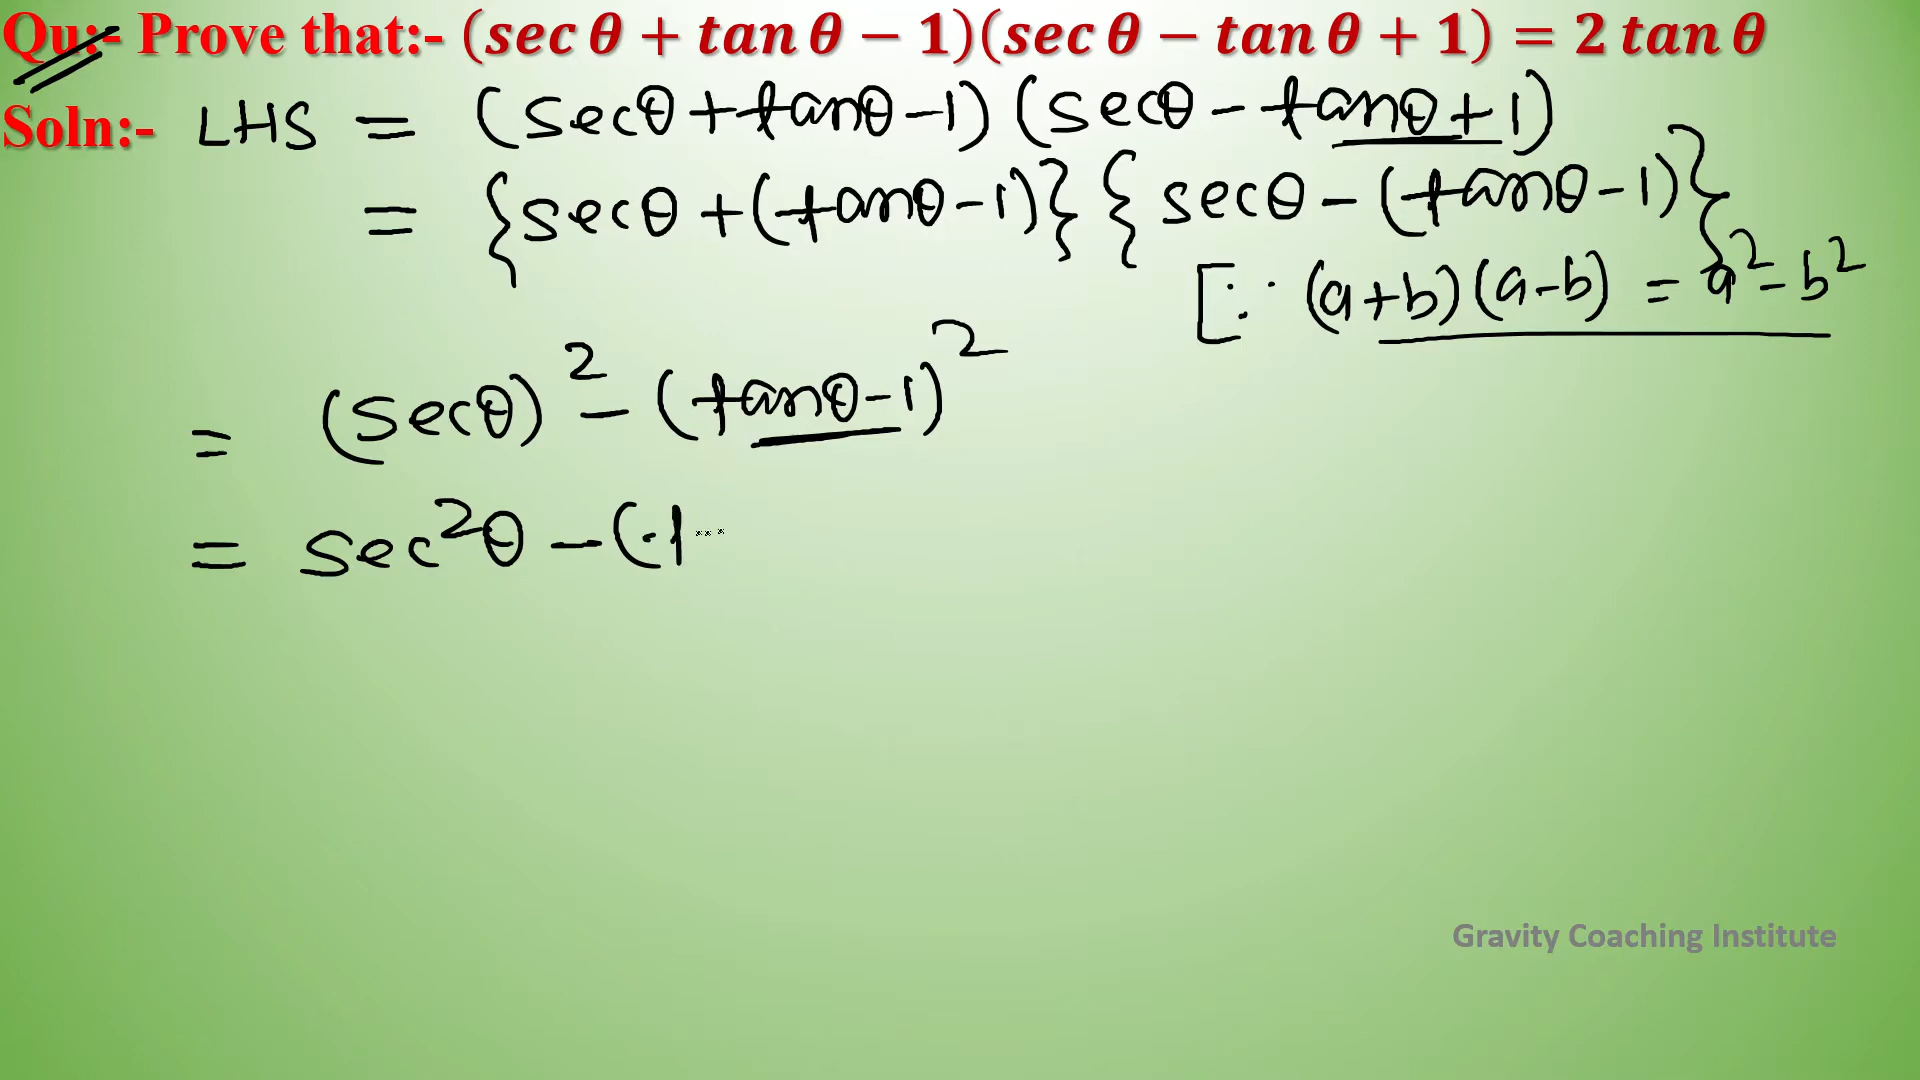 Qu:- Prove that:- (sec θ + tan θ − 1)(sec θ − tan θ + 1) = 2 tan θ
Soln:- LHS = (secθ+tanθ-1) (secθ-tanθ+1)
= {secθ+(tanθ-1)} {secθ-(tanθ-1)}
[∵ (a+b)(a-b) = a²-b²
= (secθ)² - (tanθ-1)²
= sec²θ - (
Gravity Coaching Institute